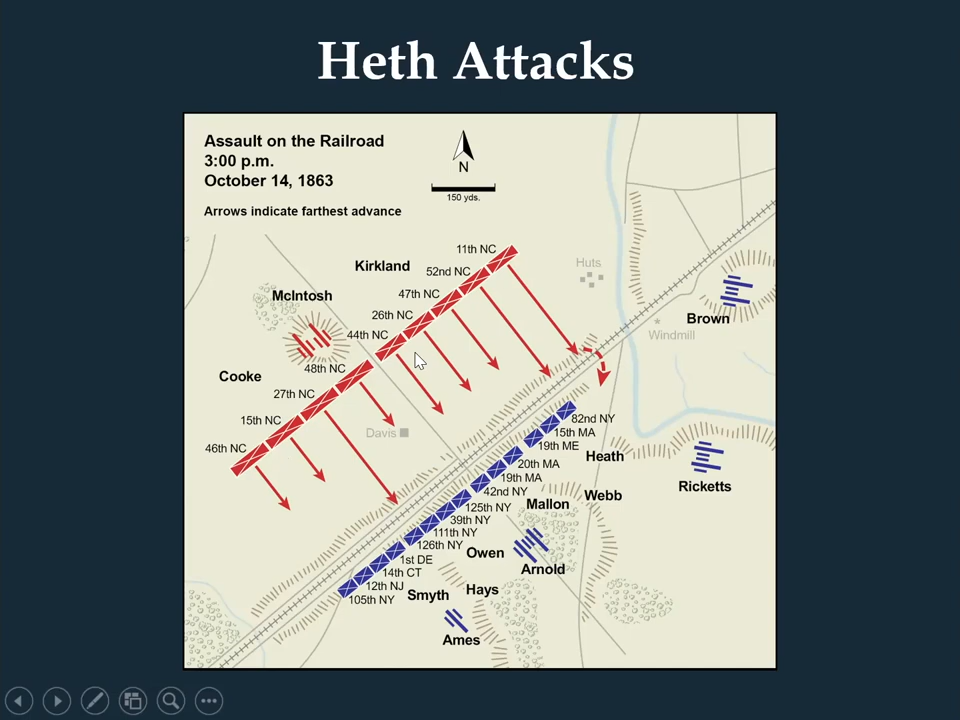 Heth Attacks
Assault on the Railroad
3:00 p.m.
October 14, 1863
Arrows indicate farthest advance
N
150 yds.
11th NC
Kirkland
52nd NC
Huts
47th NC
McIntosh
26th NC
Brown
44th NC
Windmill
48th NC
Cooke
27th NC
15th NC
Davis
82nd NY
15th MA
46th NC
19th ME
Heath
20th MA
19th MA
Ricketts
42nd NY
Webb
Mallon
125th NY
39th NY
111th NY
126th NY
Owen
1st DE
Arnold
14th CT
12th NJ
Hays
Smyth
105th NY
Ames